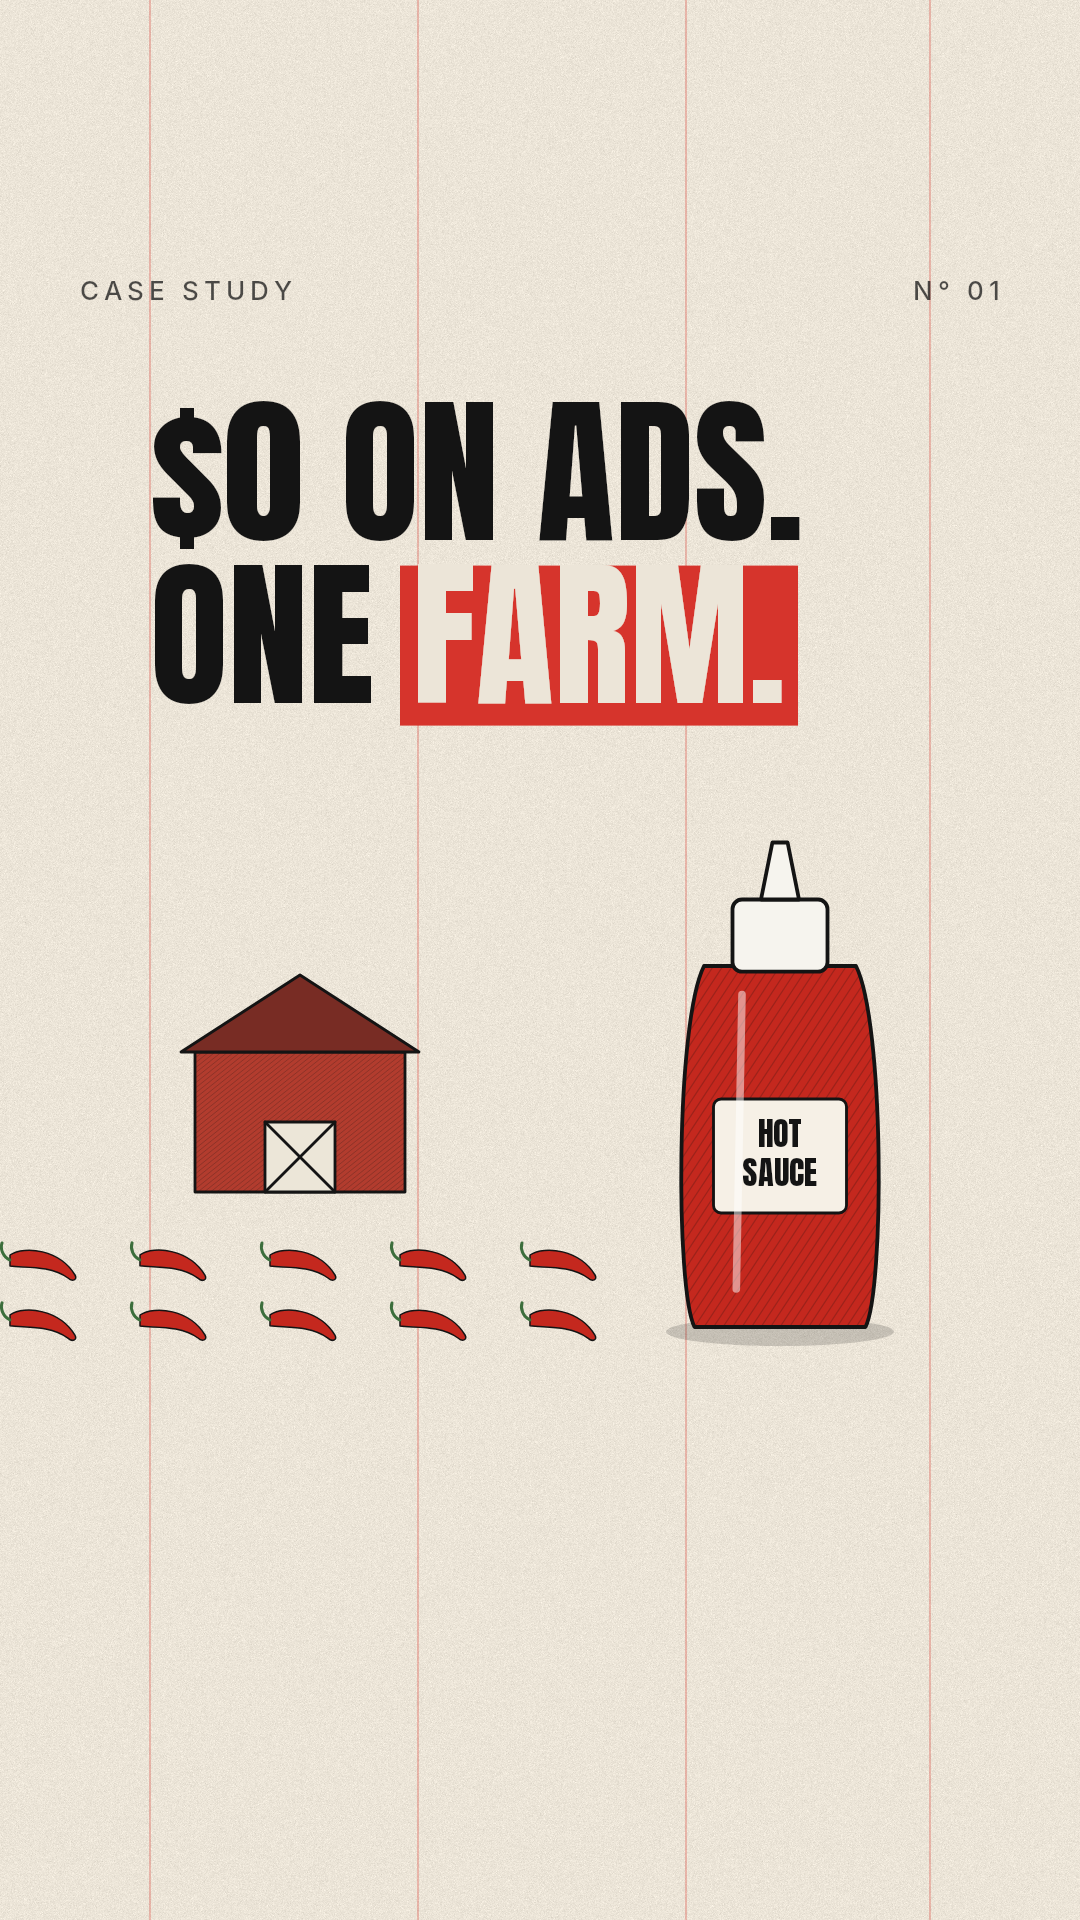 CASE STUDY
N° 01
$0 ON ADS.
ONE FARM.
HOT
SAUCE